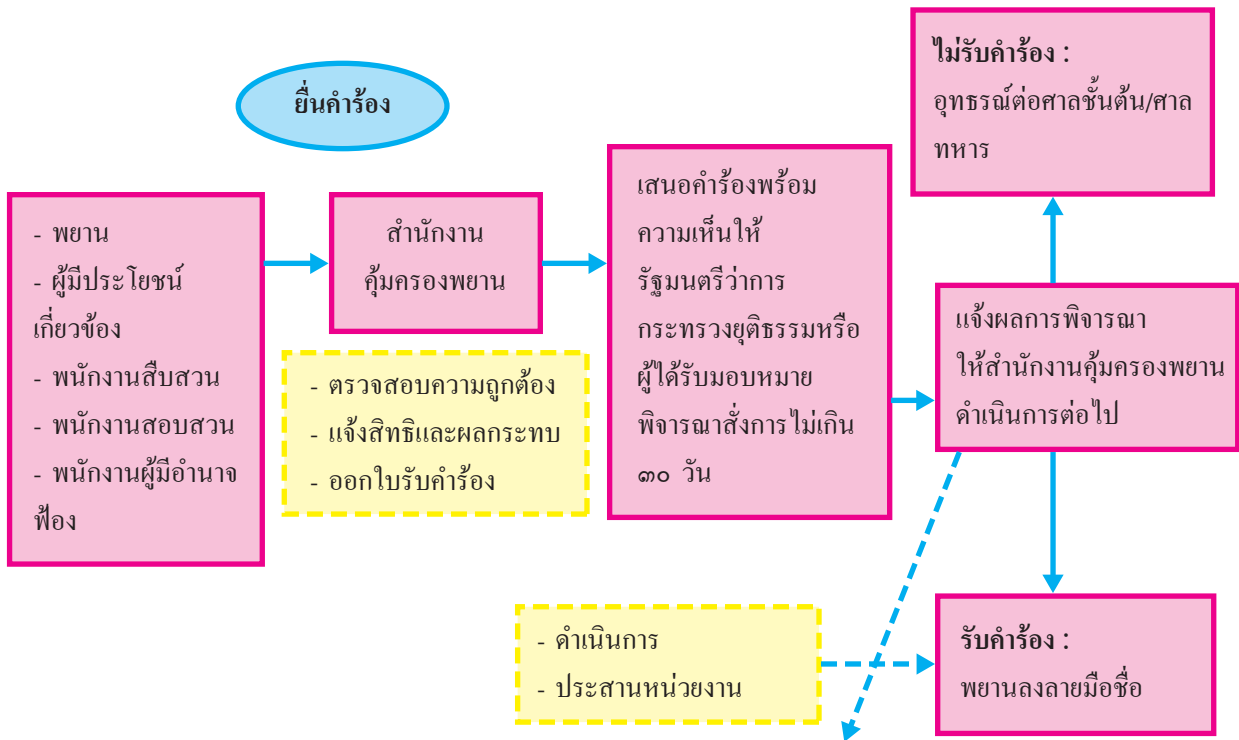 ยื่นคำร้อง
- พยาน
- ผู้มีประโยชน์
เกี่ยวข้อง
- พนักงานสืบสวน
- พนักงานสอบสวน
- พนักงานผู้มีอำนาจ
ฟ้อง
สำนักงาน
คุ้มครองพยาน
- ตรวจสอบความถูกต้อง
- แจ้งสิทธิและผลกระทบ
- ออกใบรับคำร้อง
เสนอคำร้องพร้อม
ความเห็นให้
รัฐมนตรีว่าการ
กระทรวงยุติธรรมหรือ
ผู้ได้รับมอบหมาย
พิจารณาสั่งการไม่เกิน
๓๐ วัน
แจ้งผลการพิจารณา
ให้สำนักงานคุ้มครองพยาน
ดำเนินการต่อไป
ไม่รับคำร้อง :
อุทธรณ์ต่อศาลชั้นต้น/ศาล
ทหาร
รับคำร้อง :
พยานลงลายมือชื่อ
- ดำเนินการ
- ประสานหน่วยงาน